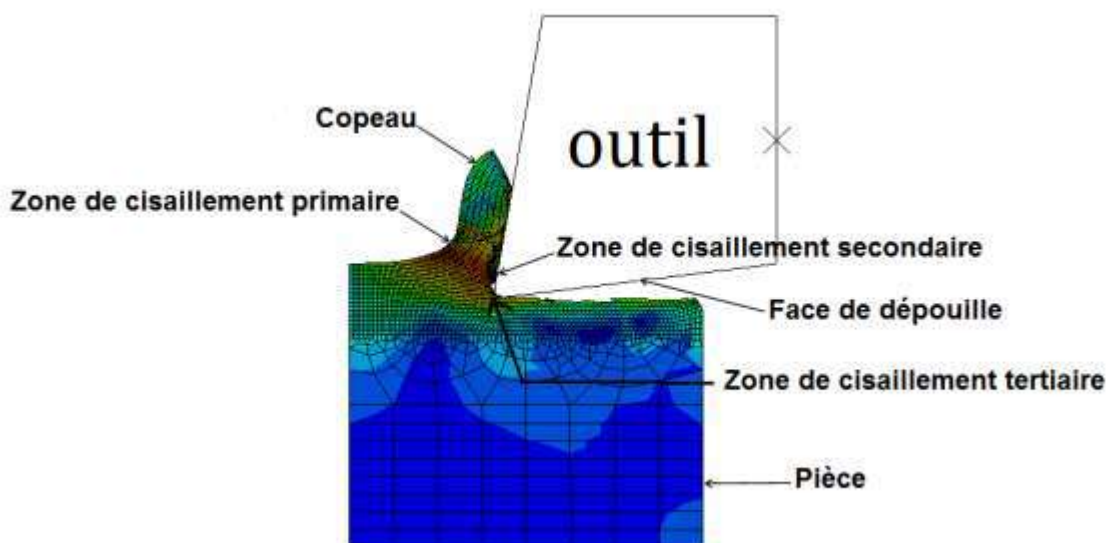 outil
Copeau
Zone de cisaillement primaire
Zone de cisaillement secondaire
Face de dépouille
Zone de cisaillement tertiaire
Pièce